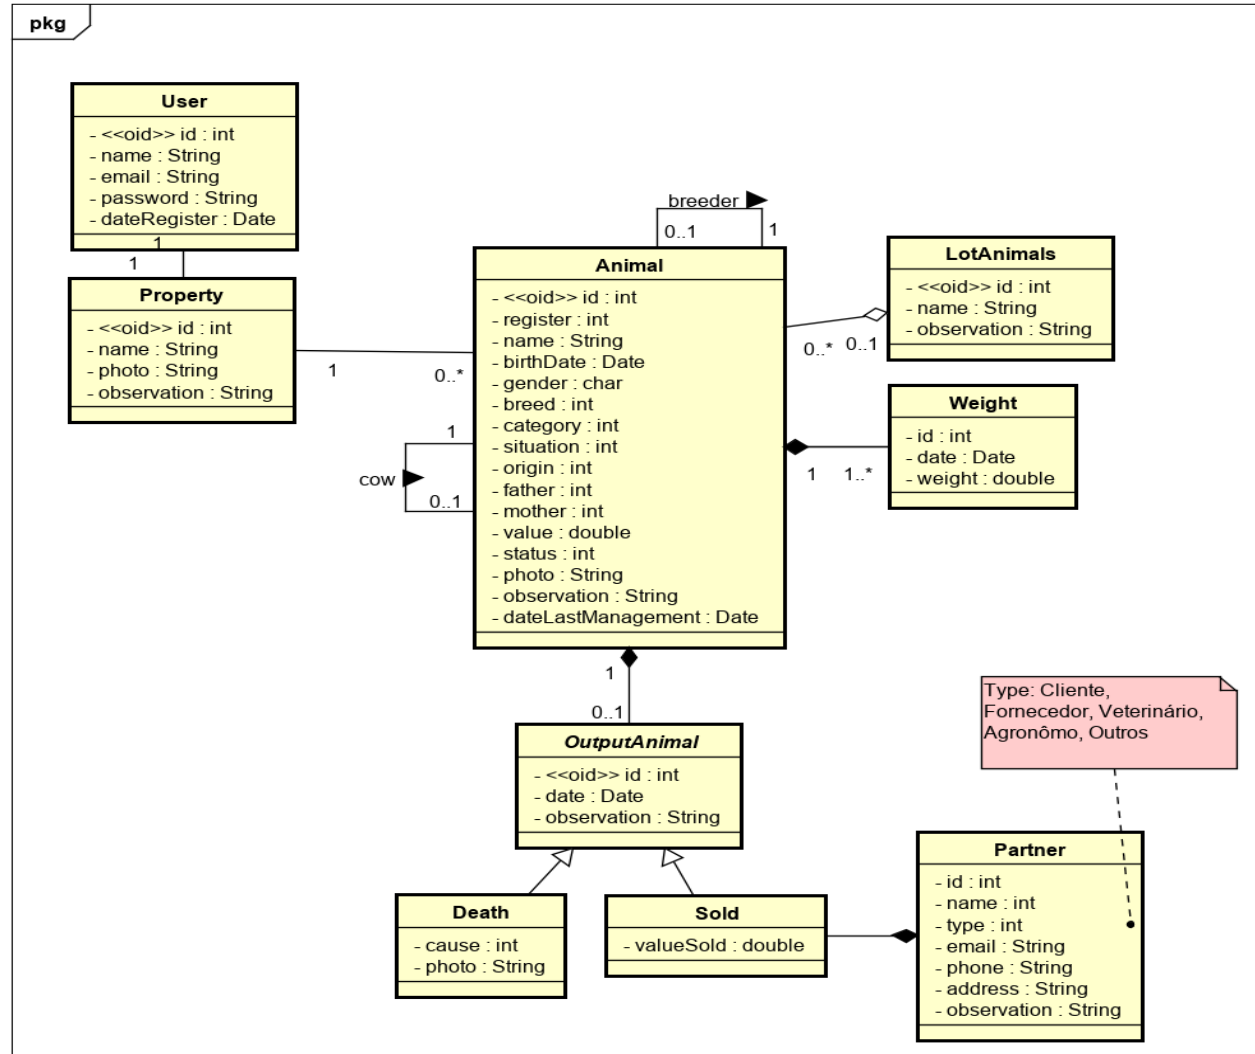 pkg
User
- <<oid>> id : int
- name : String
- email : String
- password : String
- dateRegister : Date
1
1
Property
- <<oid>> id : int
- name : String
- photo : String
- observation : String
1
0..*
breeder
0..1
1
Animal
- <<oid>> id : int
- register : int
- name : String
- birthDate : Date
- gender : char
- breed : int
- category : int
- situation : int
- origin : int
- father : int
- mother : int
- value : double
- status : int
- photo : String
- observation : String
- dateLastManagement : Date
1
cow
0..1
LotAnimals
- <<oid>> id : int
- name : String
- observation : String
0..*
0..1
Weight
- id : int
- date : Date
- weight : double
1
1..*
1
0..1
OutputAnimal
- <<oid>> id : int
- date : Date
- observation : String
Death
- cause : int
- photo : String
Sold
- valueSold : double
Type: Cliente,
Fornecedor, Veterinário,
Agronômo, Outros
Partner
- id : int
- name : int
- type : int
- email : String
- phone : String
- address : String
- observation : String